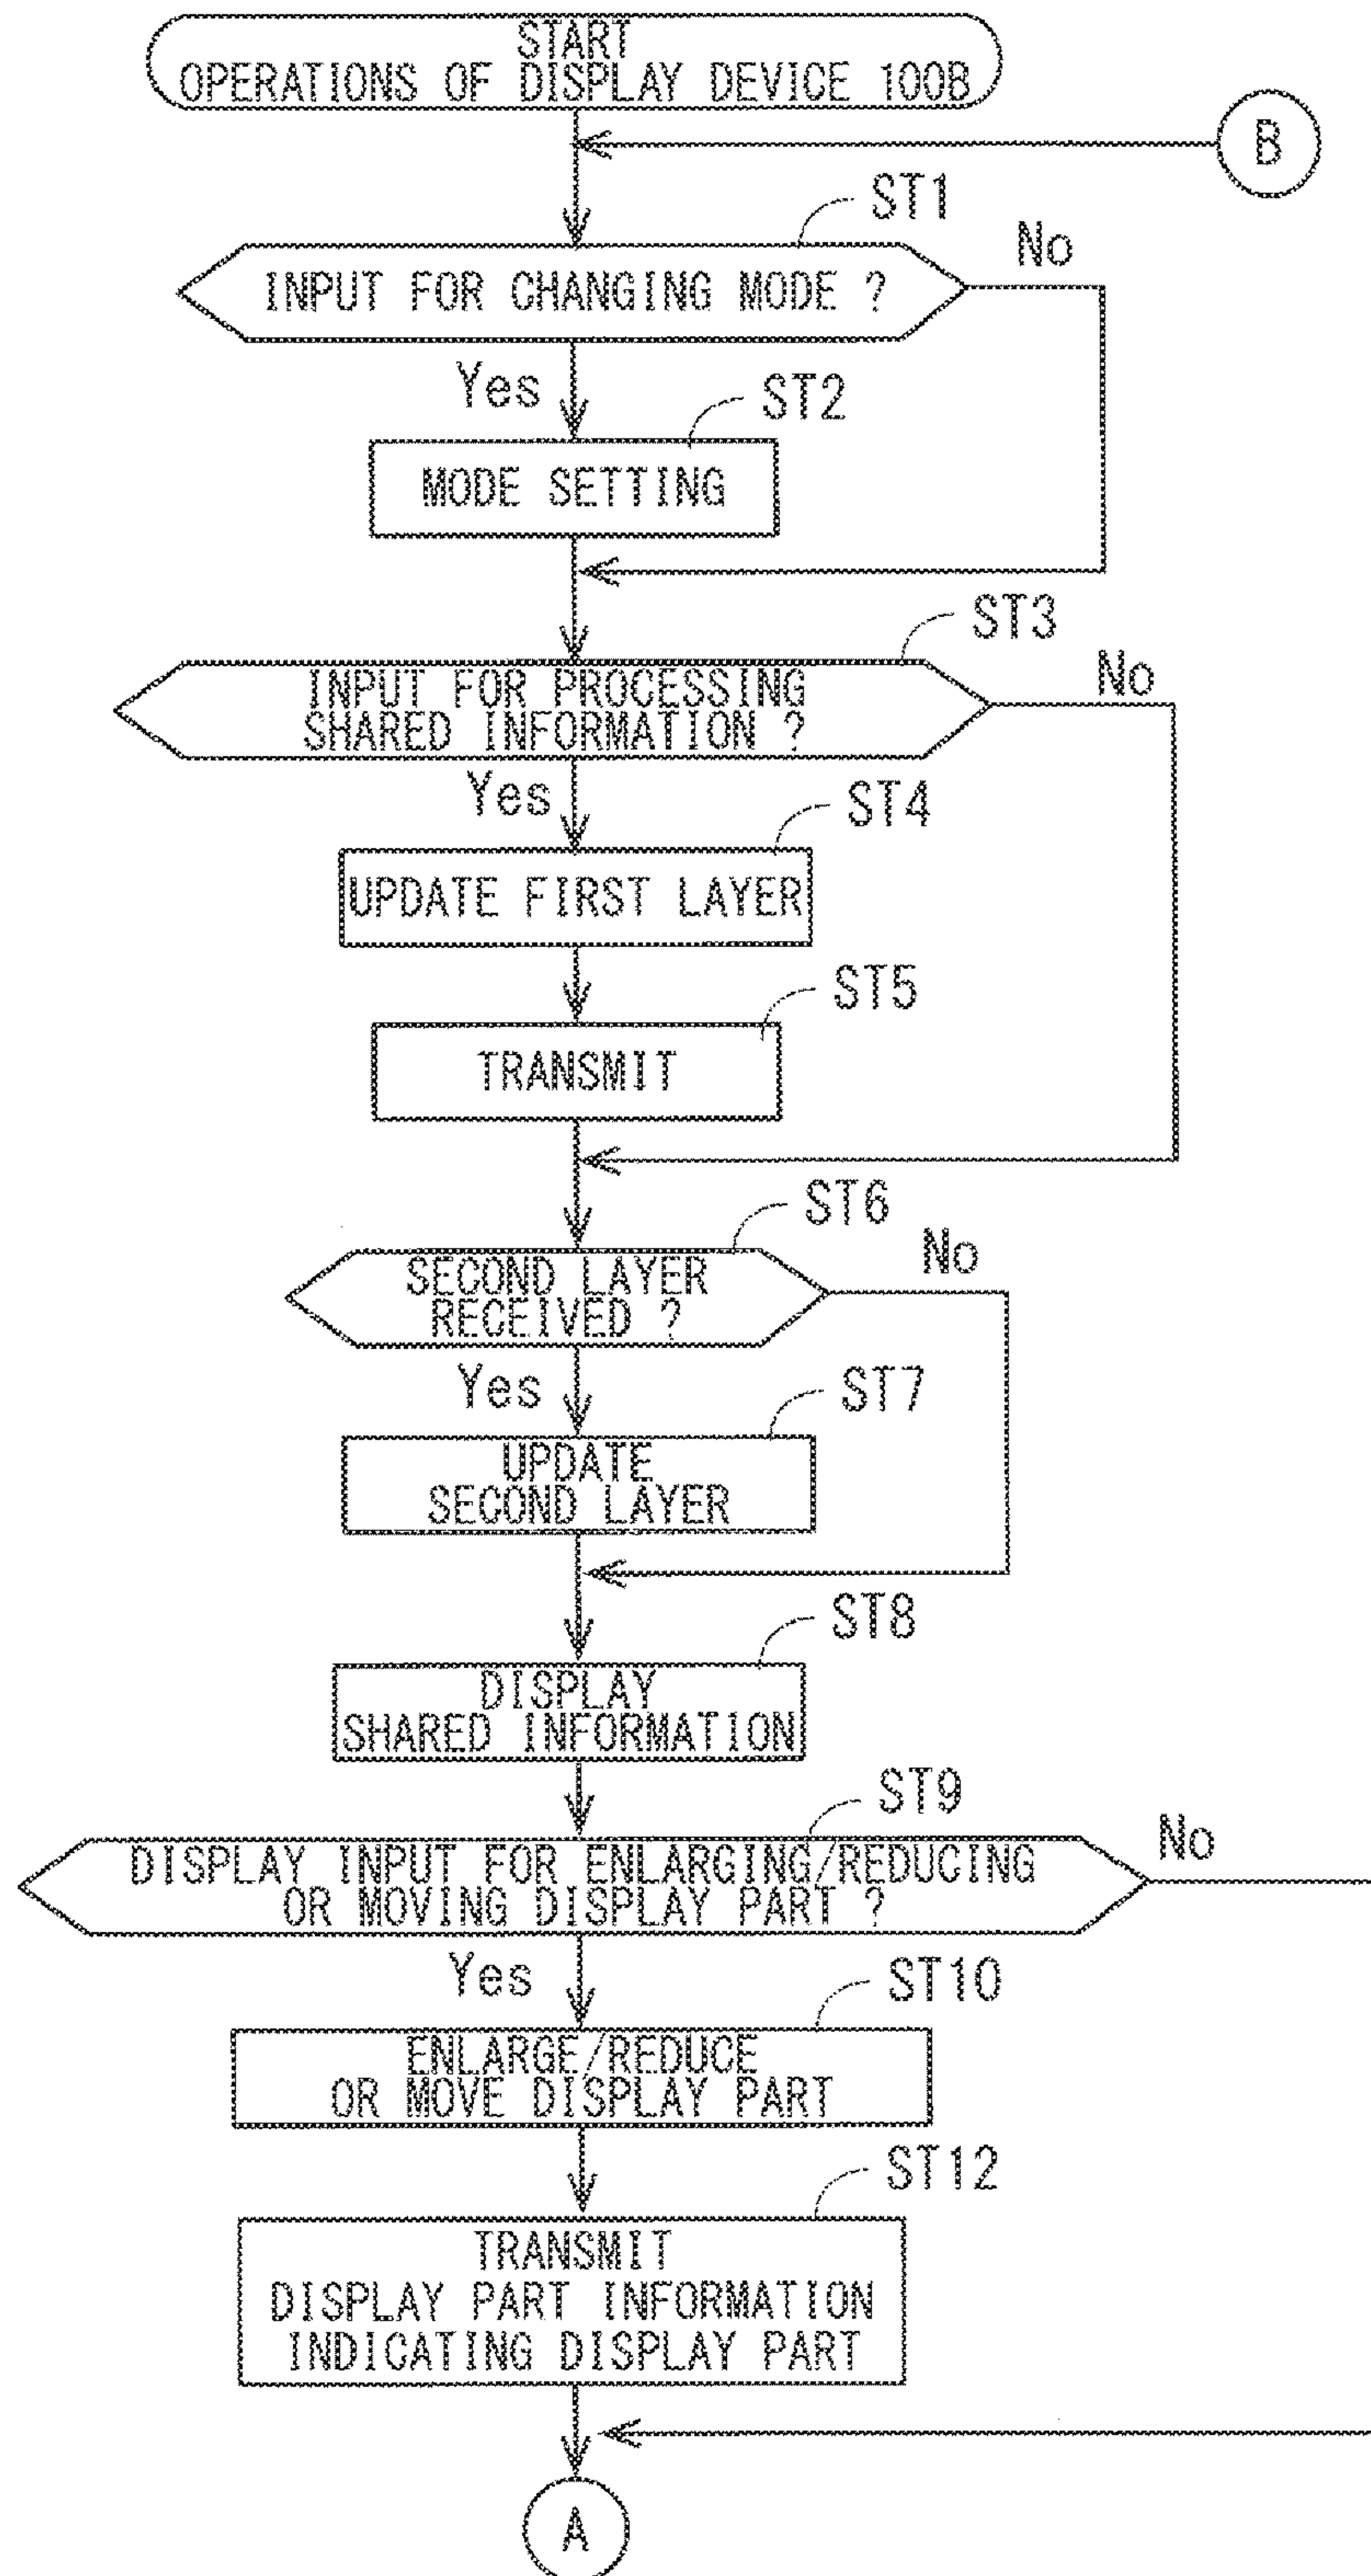 START
OPERATIONS OF DISPLAY DEVICE 100B
B
ST1
INPUT FOR CHANGING MODE ?
No
Yes
ST2
MODE SETTING
ST3
INPUT FOR PROCESSING
SHARED INFORMATION ?
No
Yes
ST4
UPDATE FIRST LAYER
ST5
TRANSMIT
ST6
SECOND LAYER
RECEIVED ?
No
Yes
ST7
UPDATE
SECOND LAYER
ST8
DISPLAY
SHARED INFORMATION
ST9
DISPLAY INPUT FOR ENLARGING/REDUCING
OR MOVING DISPLAY PART ?
No
Yes
ST10
ENLARGE/REDUCE
OR MOVE DISPLAY PART
ST12
TRANSMIT
DISPLAY PART INFORMATION
INDICATING DISPLAY PART
A